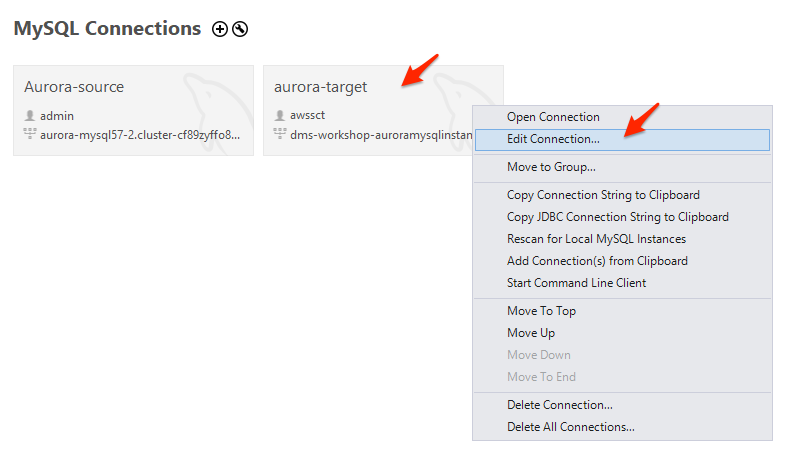 MySQL Connections
Aurora-source
admin
aurora-mysql57-2.cluster-cf89zyffo8...
aurora-target
awssct
dms-workshop-auroramysqlinstan
Open Connection
Edit Connection...
Move to Group...
Copy Connection String to Clipboard
Copy JDBC Connection String to Clipboard
Rescan for Local MySQL Instances
Add Connection(s) from Clipboard
Start Command Line Client
Move To Top
Move Up
Move Down
Move To End
Delete Connection...
Delete All Connections...